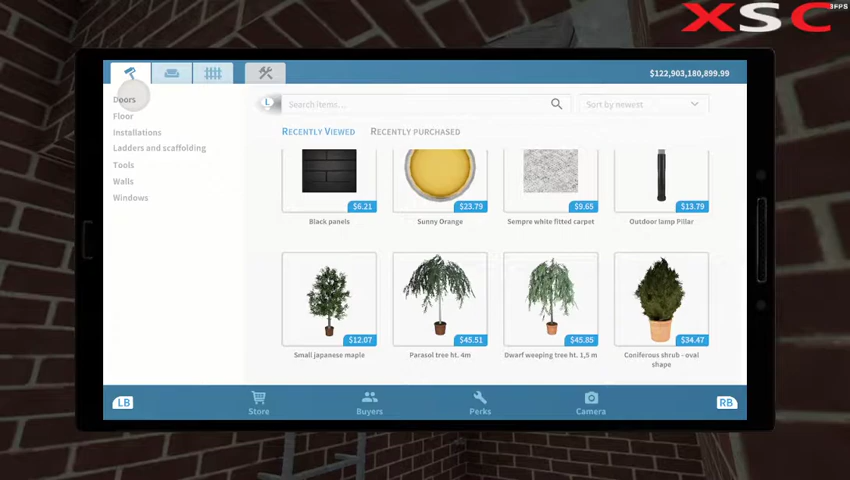 XSC
3FPS
$122,903,180,899.99
Doors
Floor
Installations
Ladders and scaffolding
Tools
Walls
Windows
L
Search items...
Sort by newest
RECENTLY VIEWED
RECENTLY PURCHASED
$6.21
$23.79
$9.65
$13.79
Black panels
Sunny Orange
Sempre white fitted carpet
Outdoor lamp Pillar
$12.07
$45.51
$45.85
$34.47
Small japanese maple
Parasol tree ht. 4m
Dwarf weeping tree ht. 1,5 m
Coniferous shrub - oval
shape
LB
Store
Buyers
Perks
Camera
RB